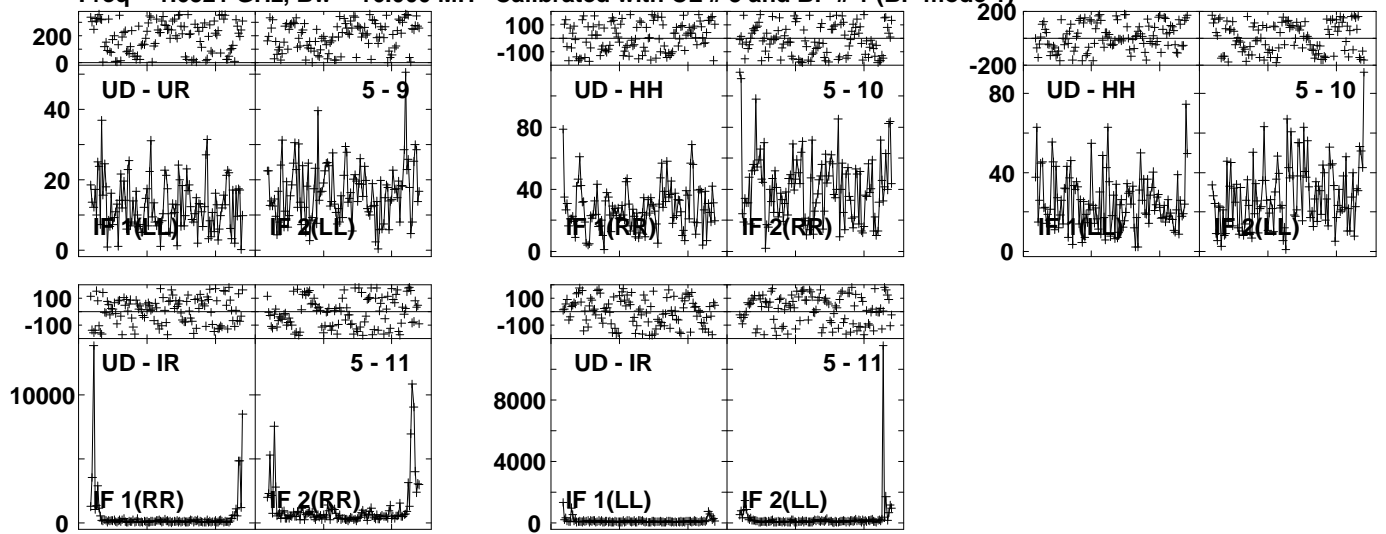 200
0
100
-100
200
-200
UD - UR
5 - 9
40
20
0
IF 1(LL)
IF 2(LL)
UD - HH
5 - 10
80
40
0
IF 1(RR)
IF 2(RR)
UD - HH
5 - 10
80
40
0
IF 1(LL)
IF 2(LL)
100
-100
100
-100
UD - IR
5 - 11
10000
0
IF 1(RR)
IF 2(RR)
UD - IR
5 - 11
8000
4000
0
IF 1(LL)
IF 2(LL)